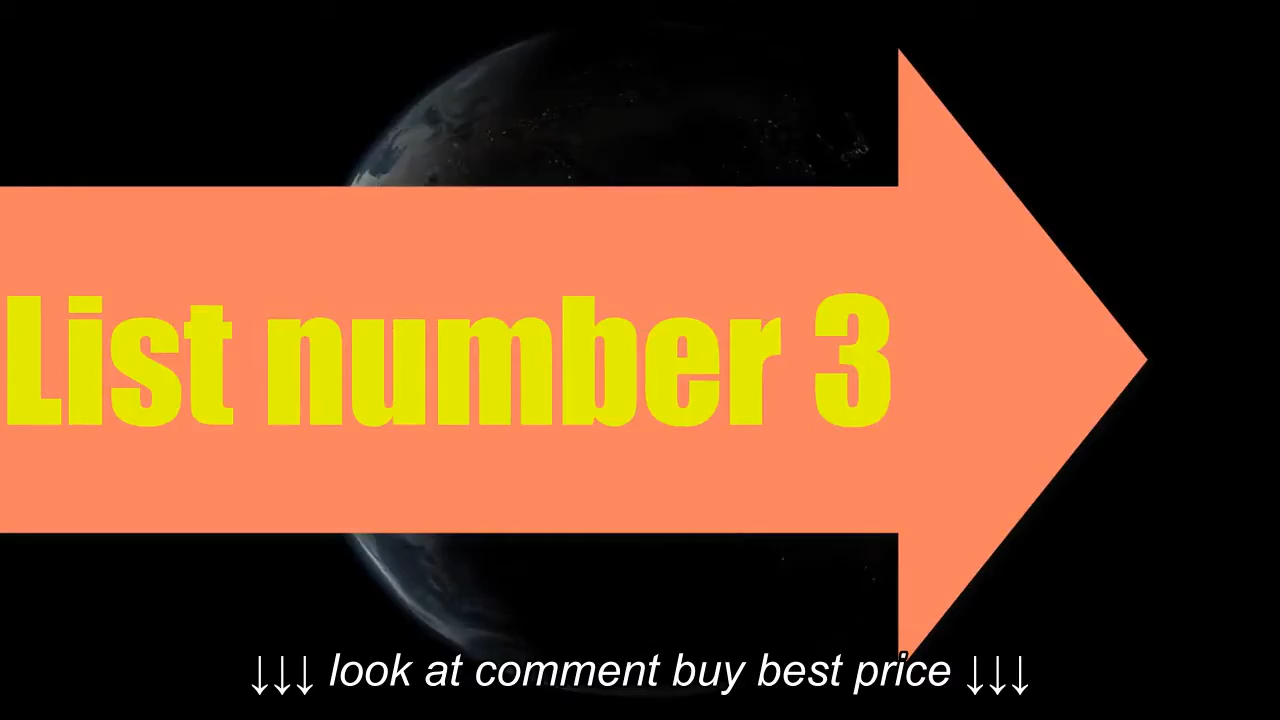 List number 3
↓↓↓ look at comment buy best price ↓↓↓